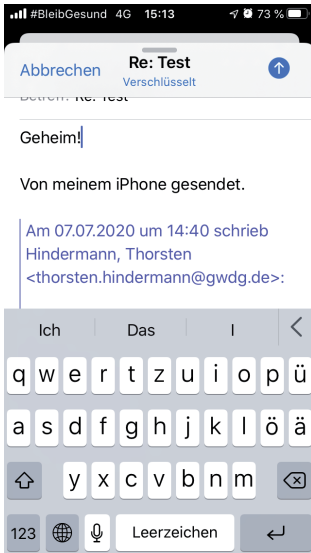 #BleibGesund 4G 15:13 73 %
Abbrechen Re: Test
Verschlüsselt
Betreff: Re: Test
Geheim!
Von meinem iPhone gesendet.
Am 07.07.2020 um 14:40 schrieb
Hindermann, Thorsten
<thorsten.hindermann@gwdg.de>:
Ich Das I
q w e r t z u i o p ü
a s d f g h j k l ö ä
y x c v b n m
123 Leerzeichen